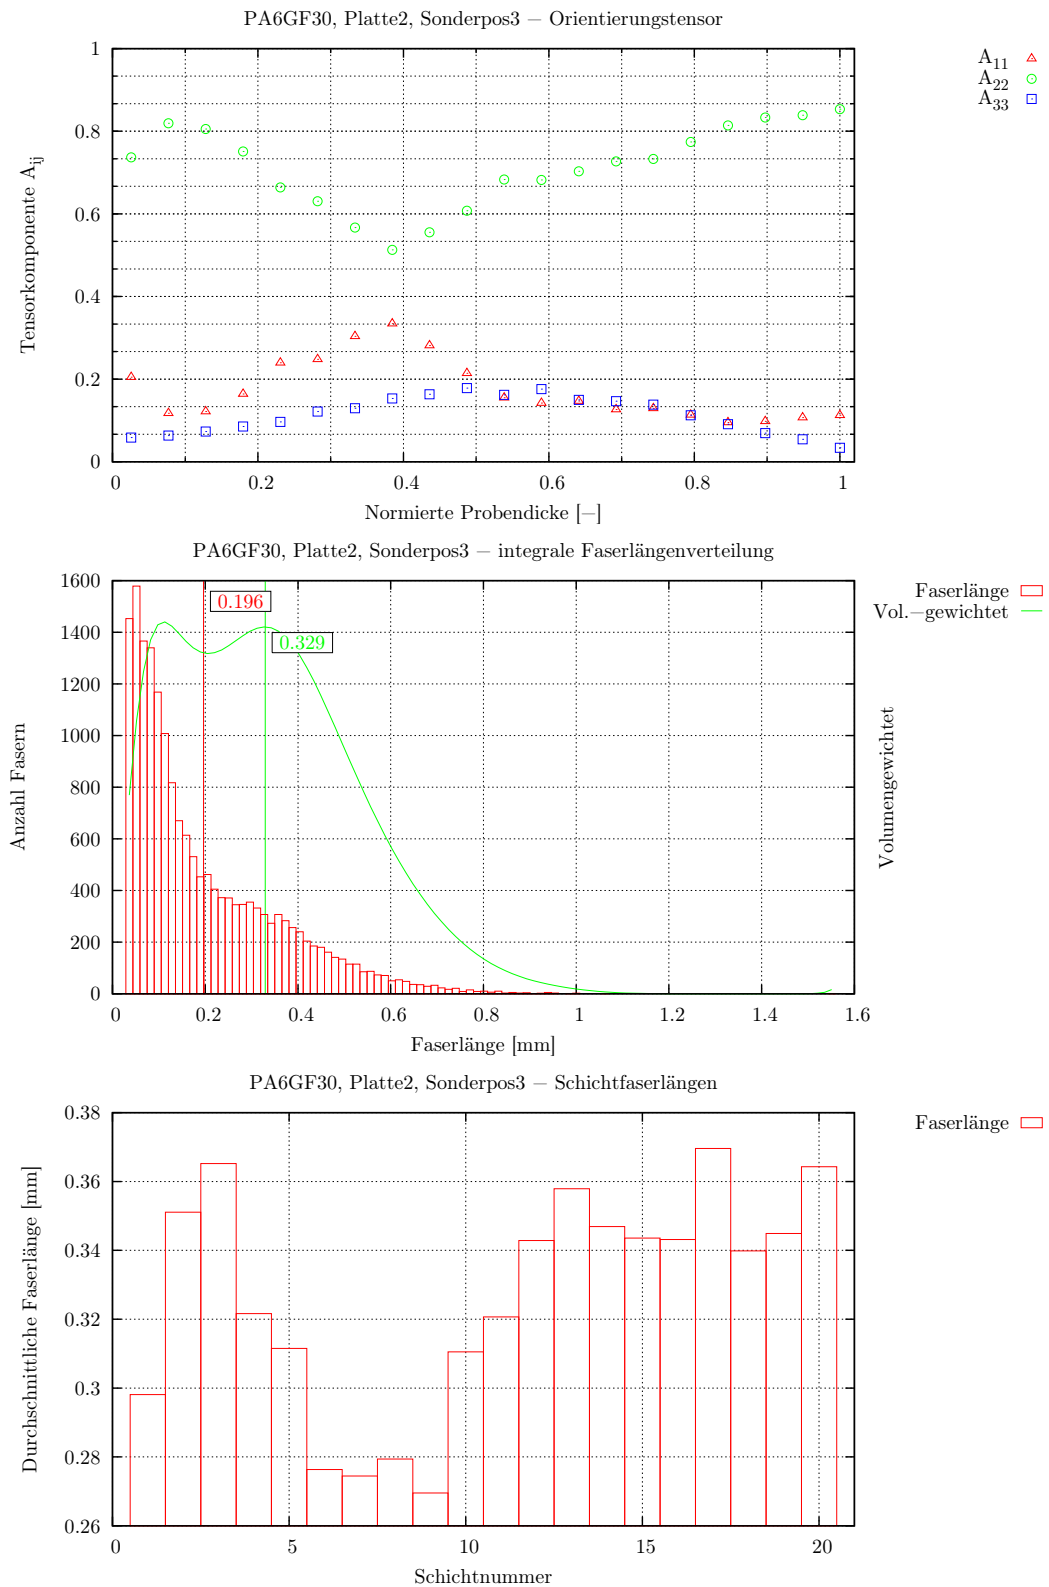 PA6GF30, Platte2, Sonderpos3 − Orientierungstensor
A11
A22
A33
Tensorkomponente Aij
1
0.8
0.6
0.4
0.2
0
0 0.2 0.4 0.6 0.8 1
Normierte Probendicke [−]
PA6GF30, Platte2, Sonderpos3 − integrale Faserlängenverteilung
Faserlänge
Vol.−gewichtet
0.196
0.329
Anzahl Fasern
Volumengewichtet
1600
1400
1200
1000
800
600
400
200
0
0 0.2 0.4 0.6 0.8 1 1.2 1.4 1.6
Faserlänge [mm]
PA6GF30, Platte2, Sonderpos3 − Schichtfaserlängen
Faserlänge
Durchschnittliche Faserlänge [mm]
0.38
0.36
0.34
0.32
0.3
0.28
0.26
0 5 10 15 20
Schichtnummer